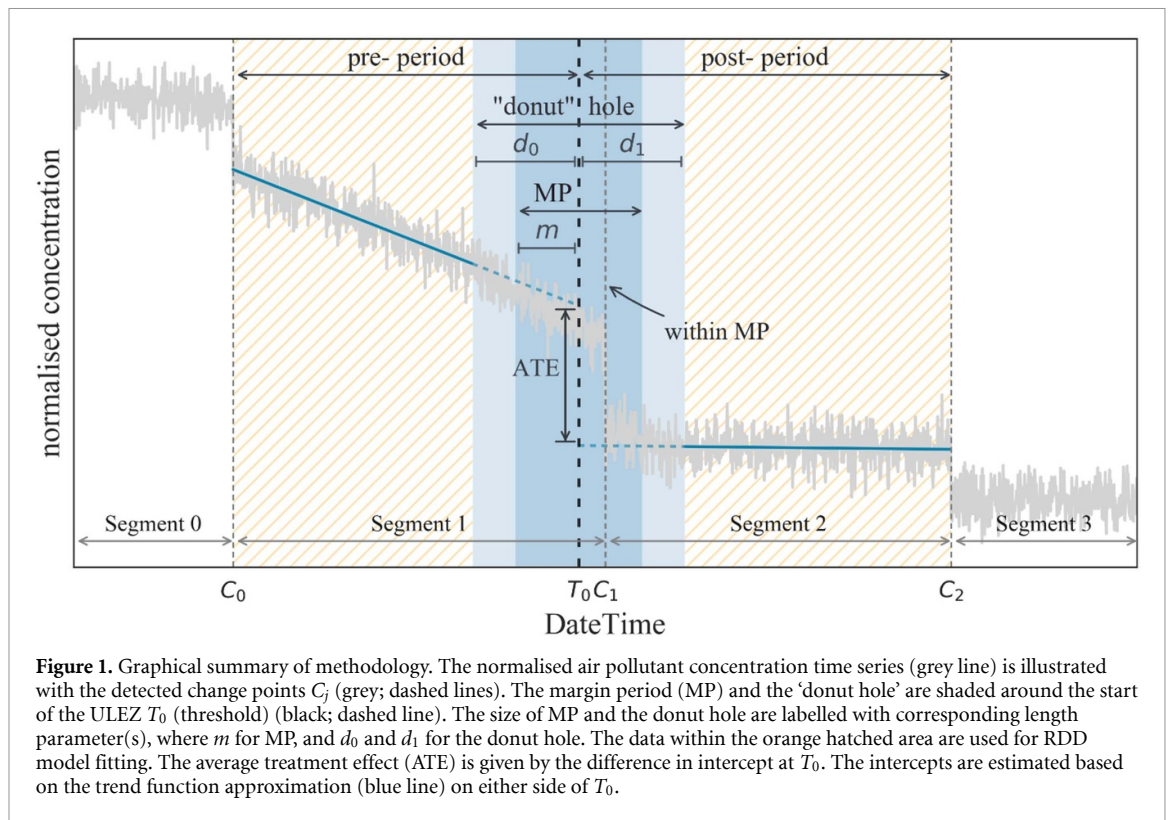 pre- period
post- period
"donut" hole
d₀
d₁
MP
m
within MP
ATE
normalised concentration
Segment 0
Segment 1
Segment 2
Segment 3
C₀
T₀ C₁
C₂
DateTime
Figure 1. Graphical summary of methodology. The normalised air pollutant concentration time series (grey line) is illustrated
with the detected change points Cⱼ (grey; dashed lines). The margin period (MP) and the ‘donut hole’ are shaded around the start
of the ULEZ T₀ (threshold) (black; dashed line). The size of MP and the donut hole are labelled with corresponding length
parameter(s), where m for MP, and d₀ and d₁ for the donut hole. The data within the orange hatched area are used for RDD
model fitting. The average treatment effect (ATE) is given by the difference in intercept at T₀. The intercepts are estimated based
on the trend function approximation (blue line) on either side of T₀.